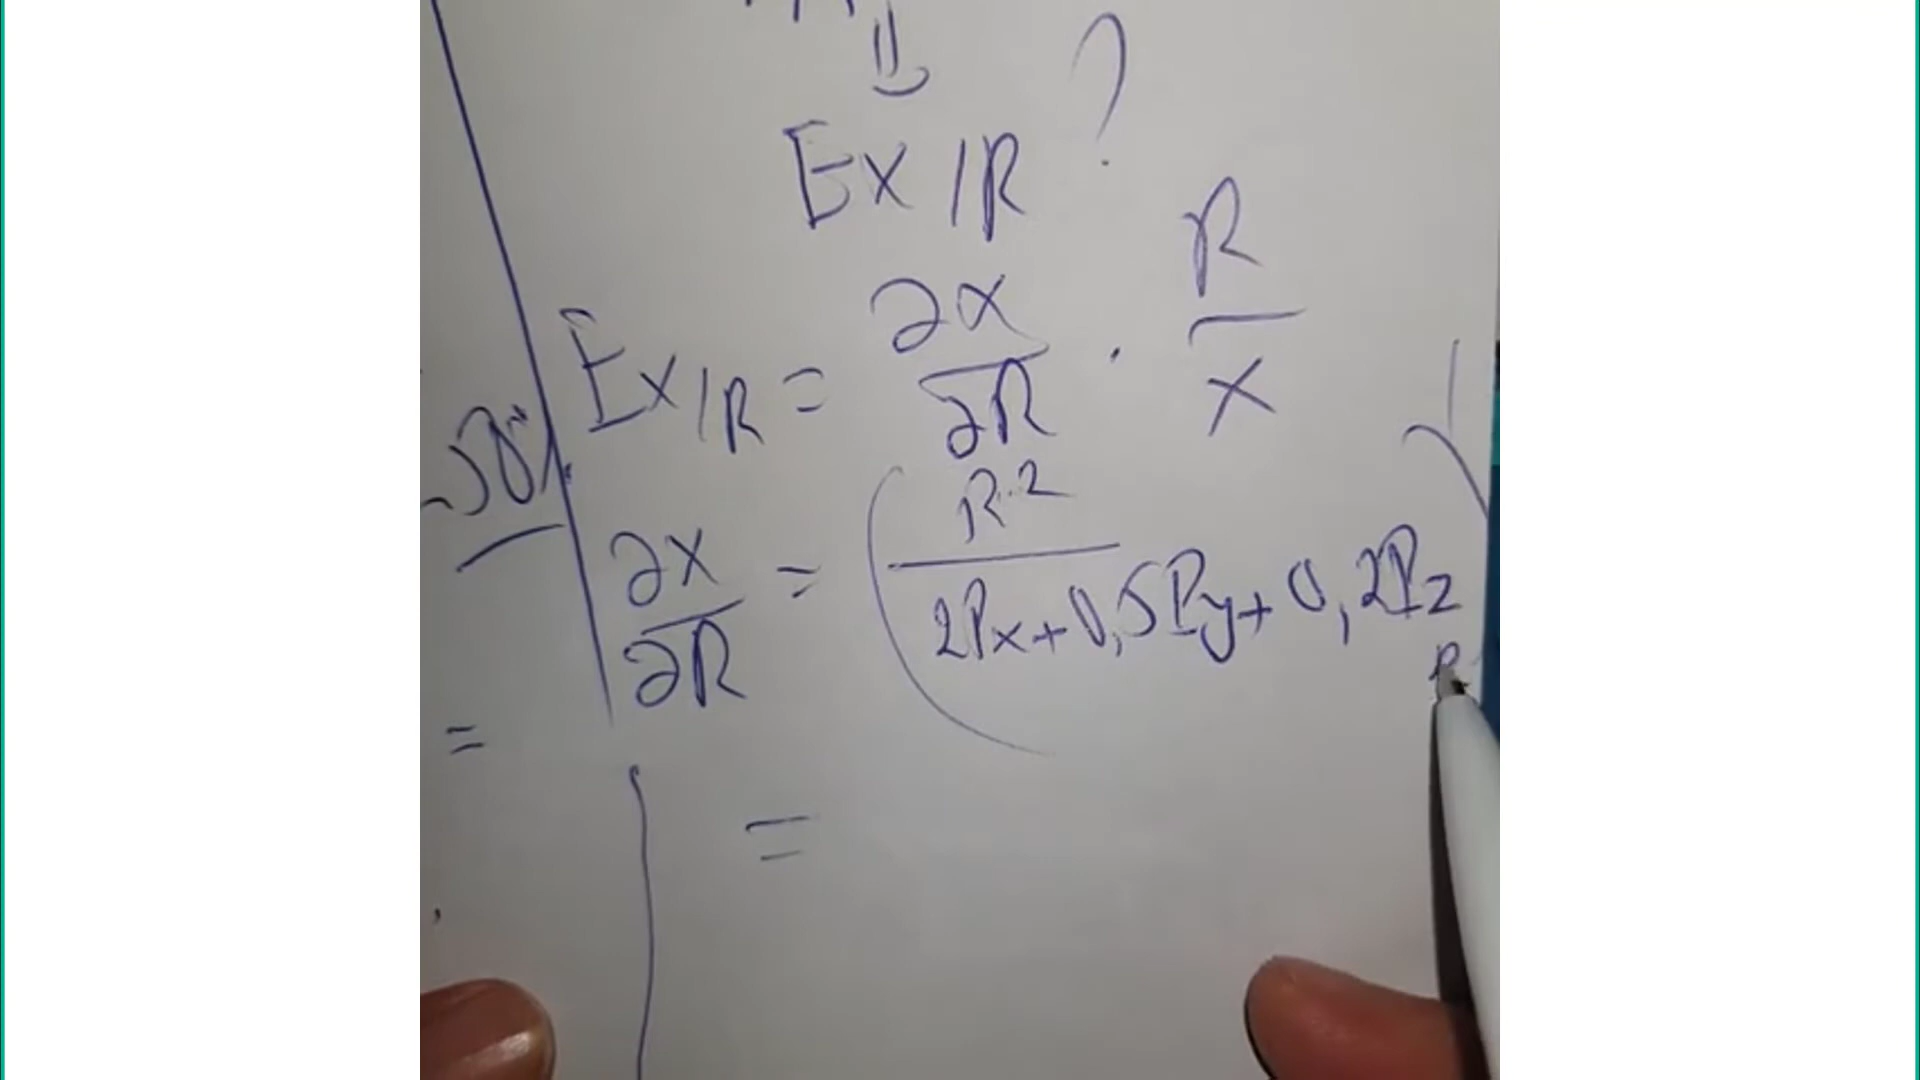 ?
Ex/R
Ex/R = ∂x/∂R · R/x
∂x/∂R = ( R·2 / 2Px + 0,5Py + 0,2Pz
R
=
=